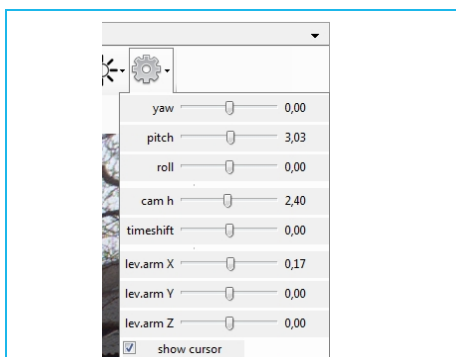 yaw 0,00
pitch 3,03
roll 0,00
cam h 2,40
timeshift 0,00
lev.arm X 0,17
lev.arm Y 0,00
lev.arm Z 0,00
show cursor